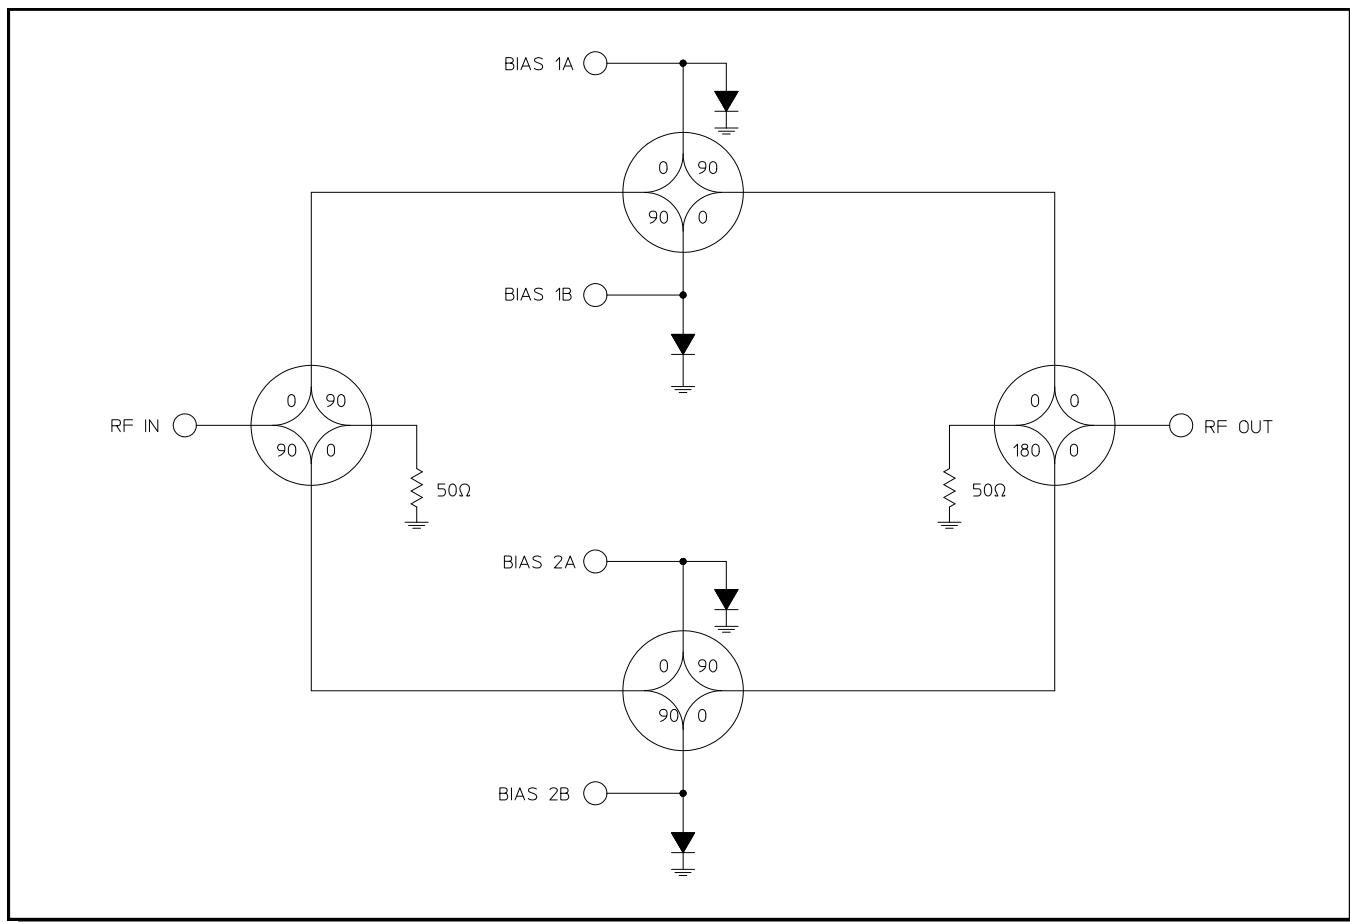 BIAS 1A
0 90
90 0
BIAS 1B
RF IN
0 90
90 0
50Ω
0 0
180 0
50Ω
RF OUT
BIAS 2A
0 90
90 0
BIAS 2B